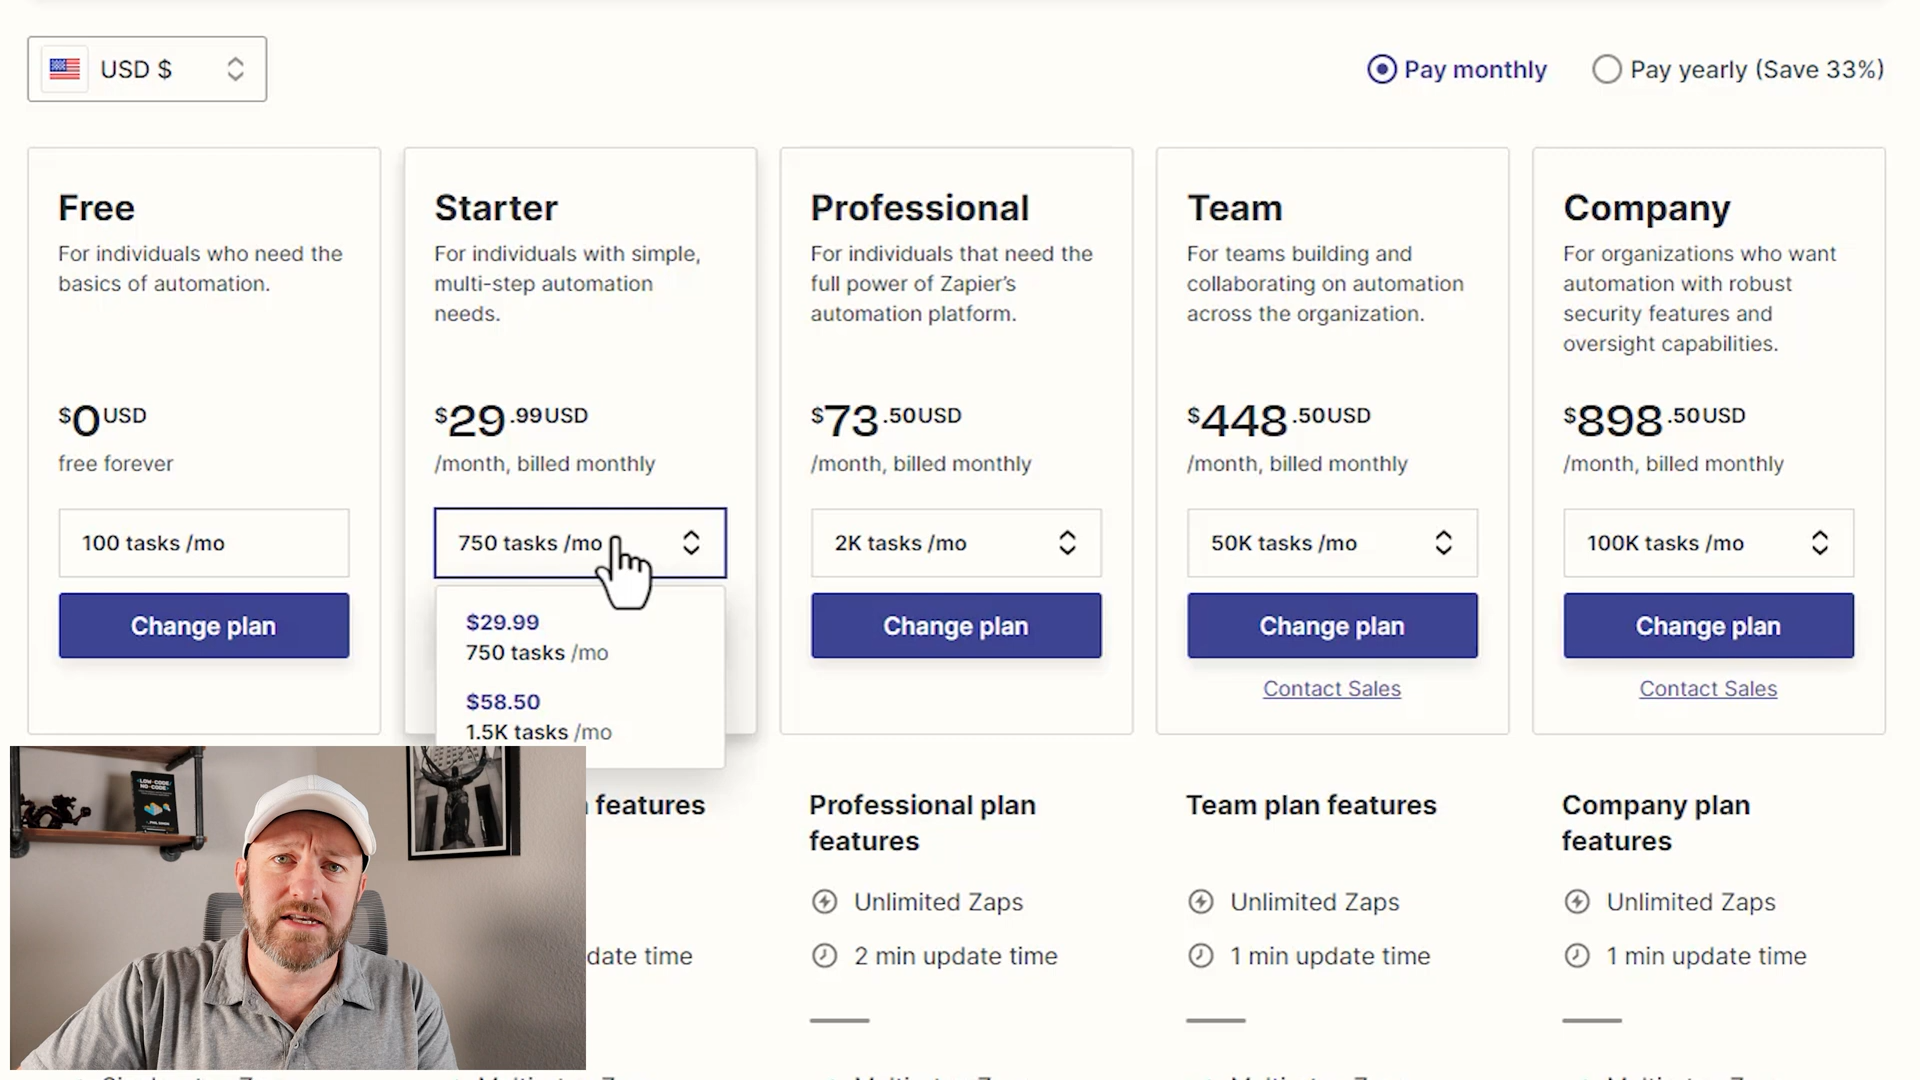 USD $
Pay monthly
Pay yearly (Save 33%)
Free
For individuals who need the
basics of automation.
$0USD
free forever
100 tasks /mo
Change plan
Starter
For individuals with simple,
multi-step automation
needs.
$29.99USD
/month, billed monthly
750 tasks /mo
$29.99
750 tasks /mo
$58.50
1.5K tasks /mo
Professional
For individuals that need the
full power of Zapier's
automation platform.
$73.50USD
/month, billed monthly
2K tasks /mo
Change plan
Team
For teams building and
collaborating on automation
across the organization.
$448.50USD
/month, billed monthly
50K tasks /mo
Change plan
Contact Sales
Company
For organizations who want
automation with robust
security features and
oversight capabilities.
$898.50USD
/month, billed monthly
100K tasks /mo
Change plan
Contact Sales
LOW-CODE/
NO-CODE
features
date time
Professional plan
features
Unlimited Zaps
2 min update time
Team plan features
Unlimited Zaps
1 min update time
Company plan
features
Unlimited Zaps
1 min update time